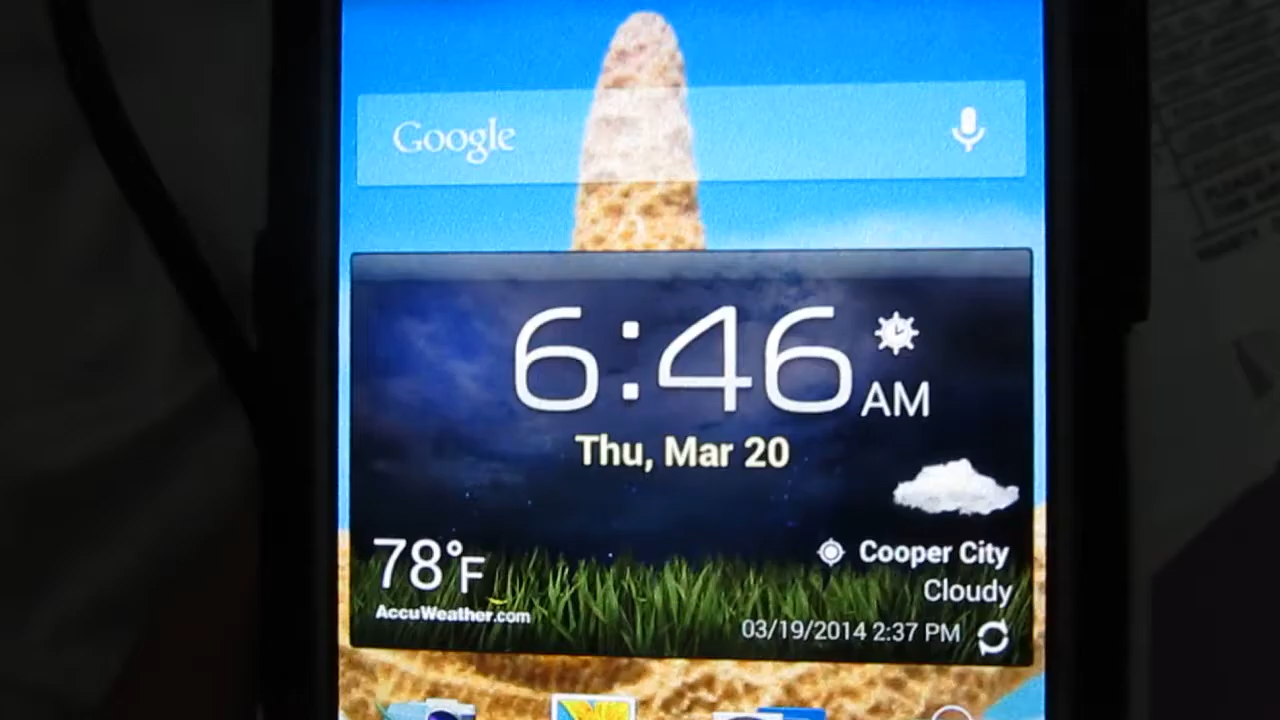 Google
6:46 AM
Thu, Mar 20
78°F
AccuWeather.com
Cooper City
Cloudy
03/19/2014 2:37 PM